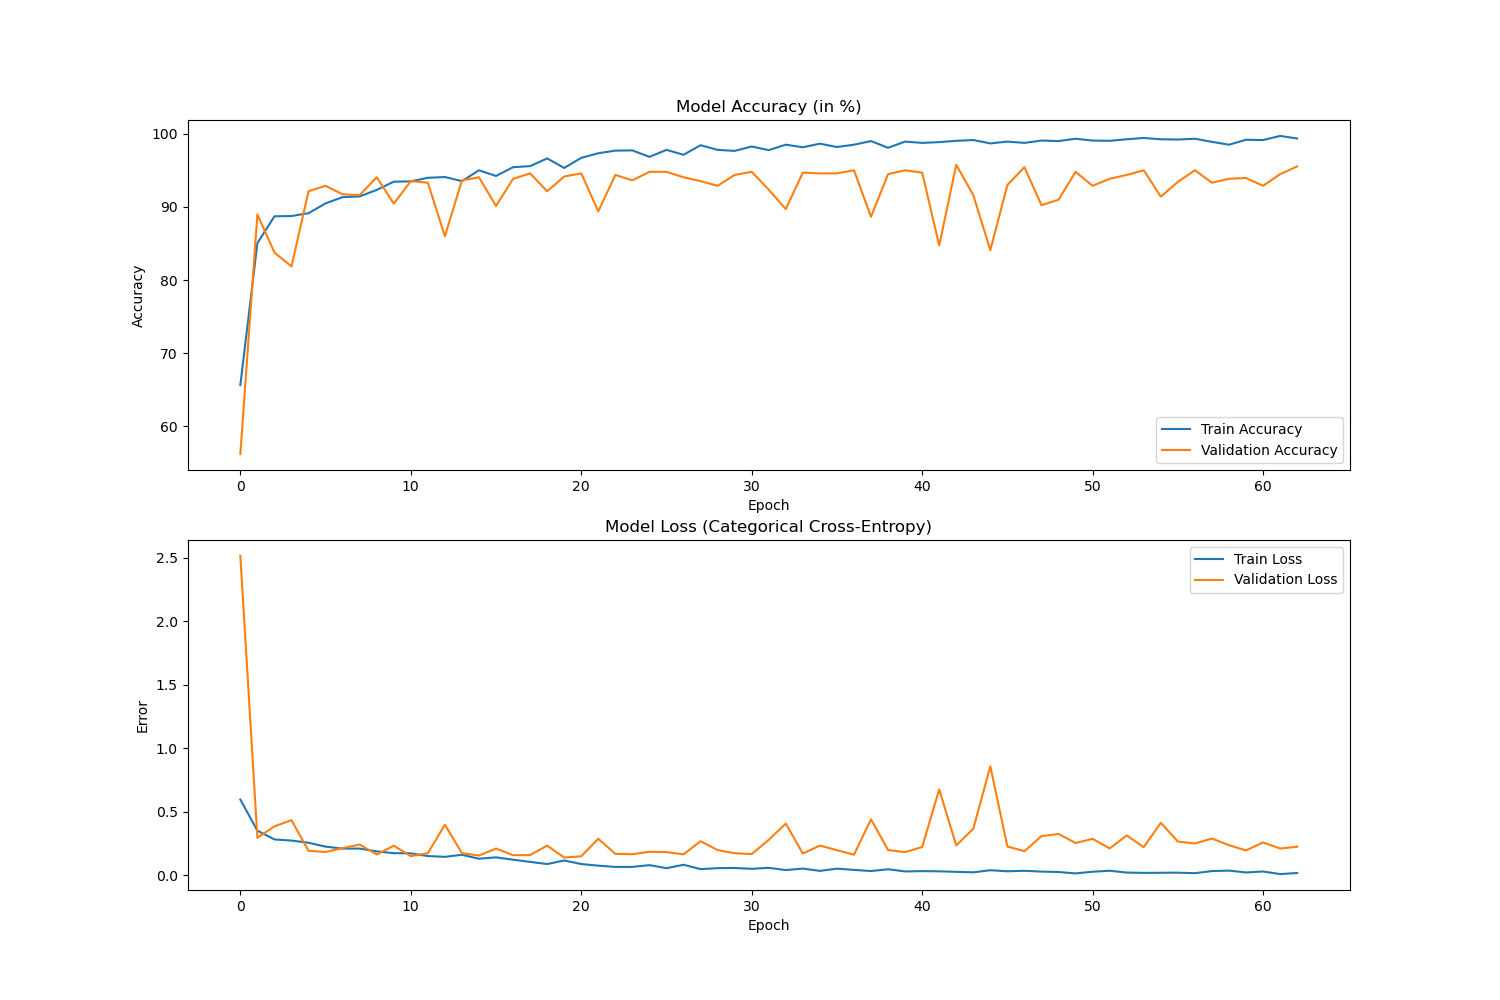 Model Accuracy (in %)
100
90
80
70
60
Accuracy
Train Accuracy
Validation Accuracy
0 10 20 30 40 50 60
Epoch
Model Loss (Categorical Cross-Entropy)
2.5
2.0
1.5
1.0
0.5
0.0
Error
Train Loss
Validation Loss
0 10 20 30 40 50 60
Epoch